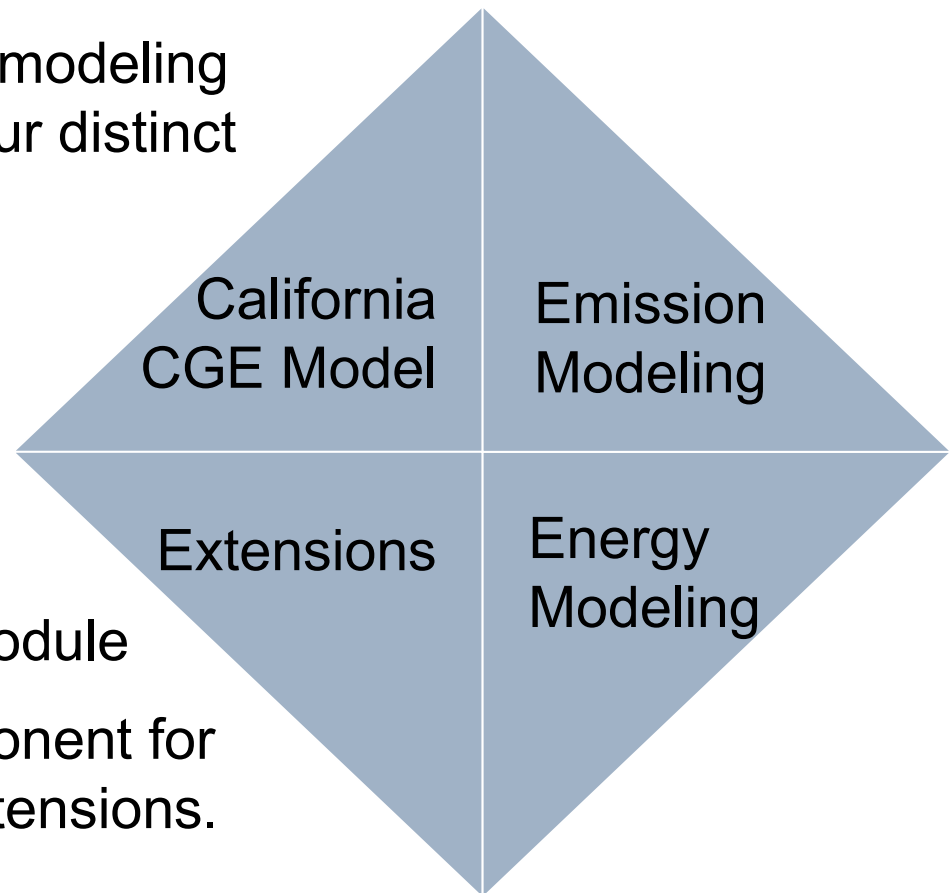 modeling
ur distinct
California
CGE Model
Emission
Modeling
Extensions
Energy
Modeling
odule
onent for
tensions.